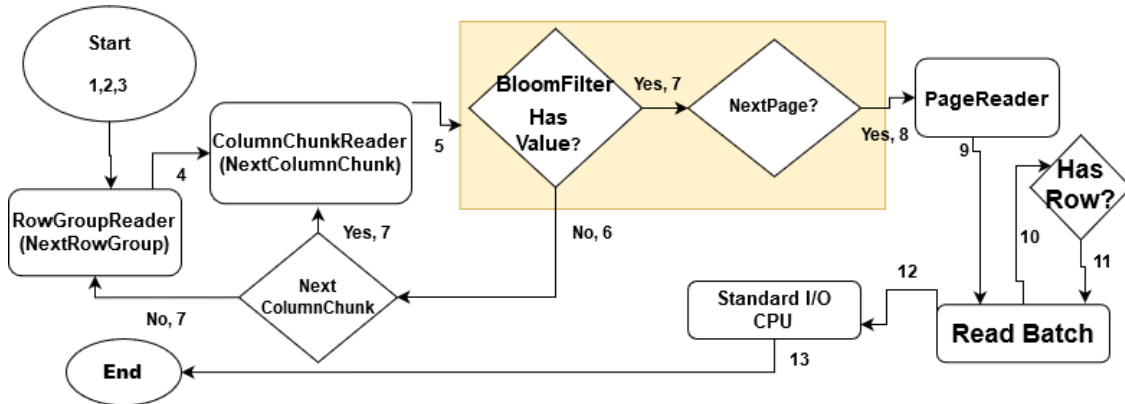 Start
1,2,3
4
RowGroupReader
(NextRowGroup)
ColumnChunkReader
(NextColumnChunk)
5
BloomFilter
Has
Value?
Yes, 7
NextPage?
Yes, 8
PageReader
9
Has
Row?
10
11
Read Batch
12
Standard I/O
CPU
13
No, 6
Next
ColumnChunk
Yes, 7
No, 7
End